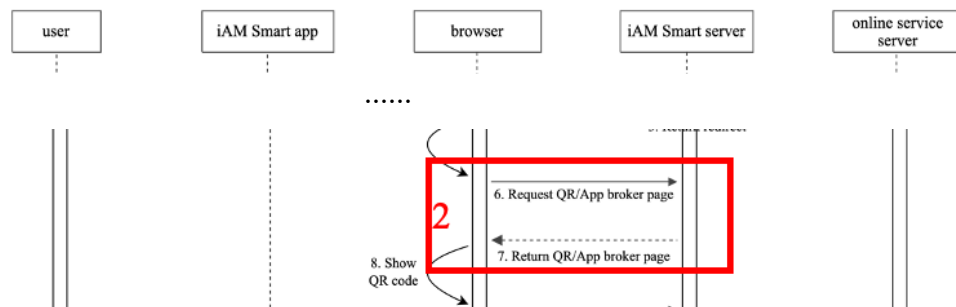 user
iAM Smart app
browser
iAM Smart server
online service
server
......
6. Request QR/App broker page
2
7. Return QR/App broker page
8. Show
QR code